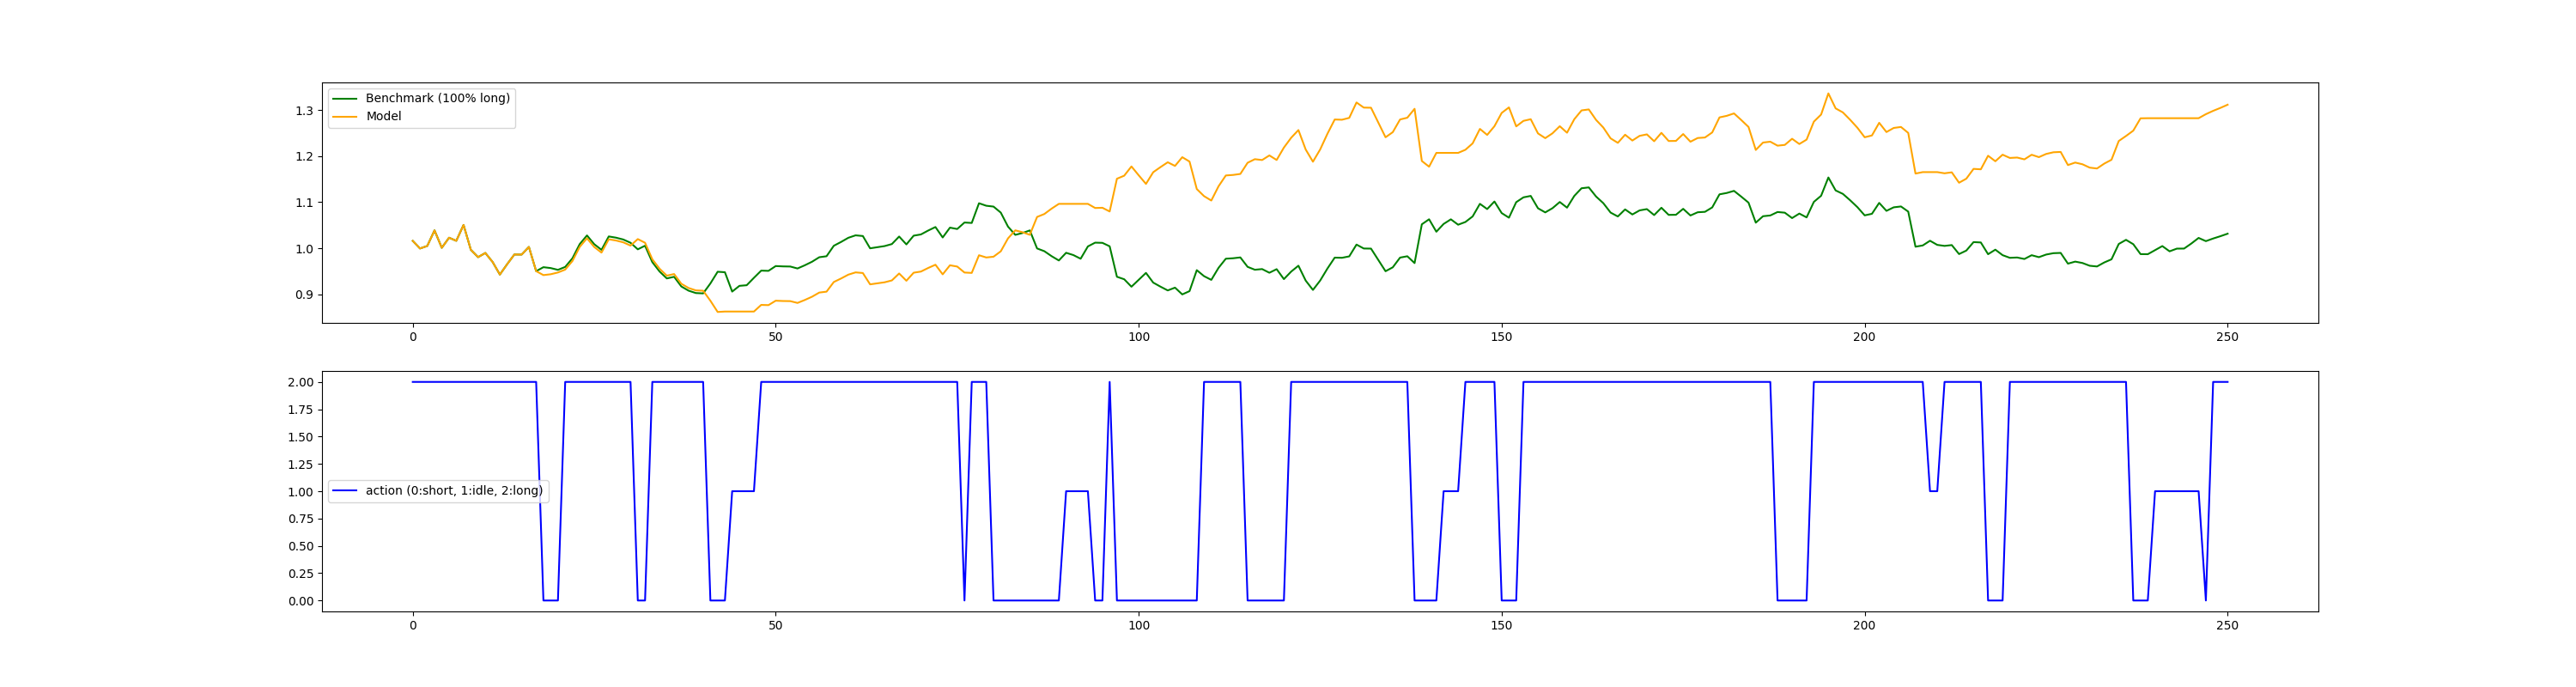 Benchmark (100% long)
Model
1.3
1.2
1.1
1.0
0.9
0 50 100 150 200 250
2.00
1.75
1.50
1.25
1.00
0.75
0.50
0.25
0.00
action (0:short, 1:idle, 2:long)
0 50 100 150 200 250